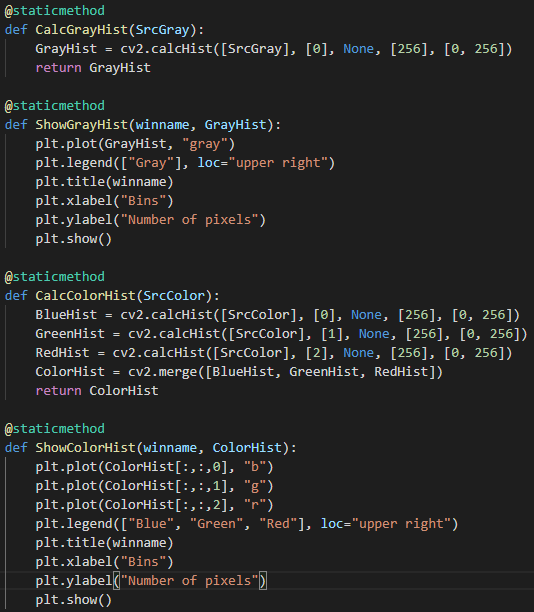 @staticmethod
def CalcGrayHist(SrcGray):
    GrayHist = cv2.calcHist([SrcGray], [0], None, [256], [0, 256])
    return GrayHist

@staticmethod
def ShowGrayHist(winname, GrayHist):
    plt.plot(GrayHist, "gray")
    plt.legend(["Gray"], loc="upper right")
    plt.title(winname)
    plt.xlabel("Bins")
    plt.ylabel("Number of pixels")
    plt.show()

@staticmethod
def CalcColorHist(SrcColor):
    BlueHist = cv2.calcHist([SrcColor], [0], None, [256], [0, 256])
    GreenHist = cv2.calcHist([SrcColor], [1], None, [256], [0, 256])
    RedHist = cv2.calcHist([SrcColor], [2], None, [256], [0, 256])
    ColorHist = cv2.merge([BlueHist, GreenHist, RedHist])
    return ColorHist

@staticmethod
def ShowColorHist(winname, ColorHist):
    plt.plot(ColorHist[:,:,0], "b")
    plt.plot(ColorHist[:,:,1], "g")
    plt.plot(ColorHist[:,:,2], "r")
    plt.legend(["Blue", "Green", "Red"], loc="upper right")
    plt.title(winname)
    plt.xlabel("Bins")
    plt.ylabel("Number of pixels")
    plt.show()